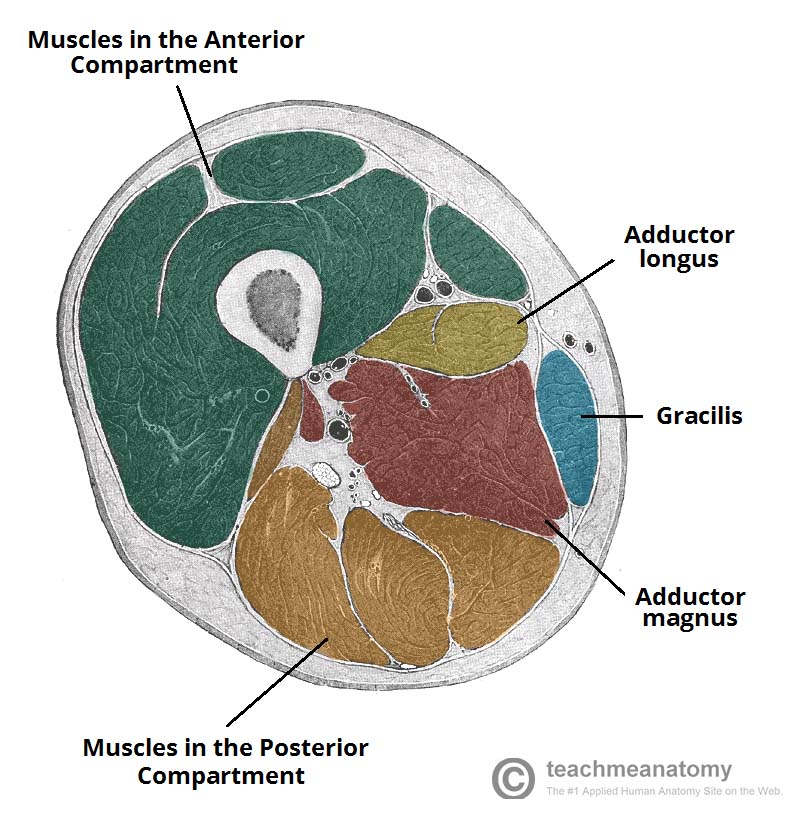 Muscles in the Anterior
Compartment
Adductor
longus
Gracilis
Adductor
magnus
Muscles in the Posterior
Compartment
© teachmeanatomy
The #1 Applied Human Anatomy Site on the Web.